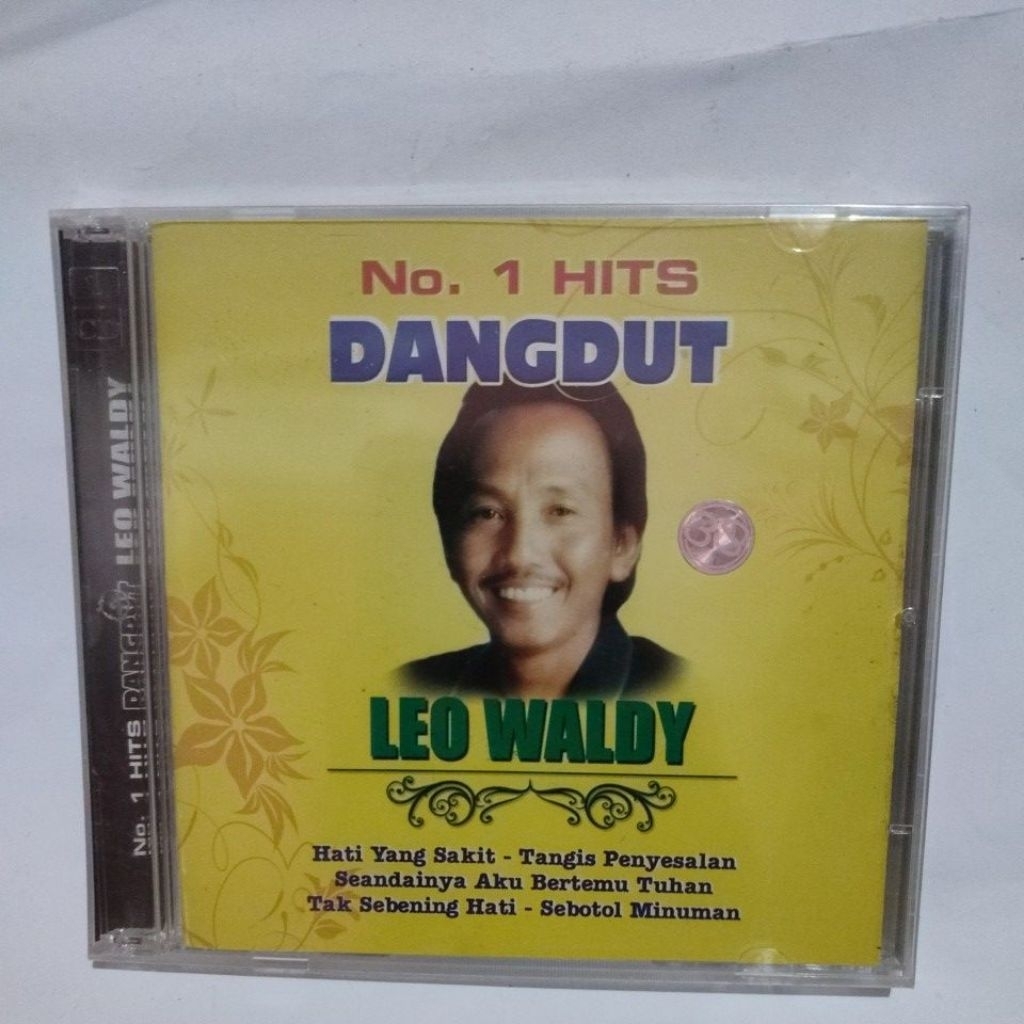 No. 1 HITS
DANGDUT
LEO WALDY
Hati Yang Sakit - Tangis Penyesalan
Seandainya Aku Bertemu Tuhan
Tak Sebening Hati - Sebotol Minuman
No. 1 HITS DANGDUT LEO WALDY